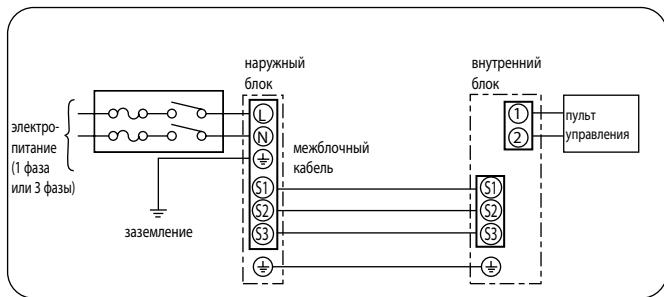 наружный
блок
внутренний
блок
электро-
питание
(1 фаза
или 3 фазы)
L
N
S1
S2
S3
заземление
межблочный
кабель
1
2
S1
S2
S3
пульт
управления